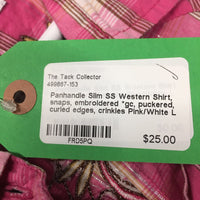 The Tack Collector
499867-153
Panhandle Slim SS Western Shirt,
snaps, embroidered *gc, puckered,
curled edges, crinkles Pink/White L
FRD5PQ
$25.00